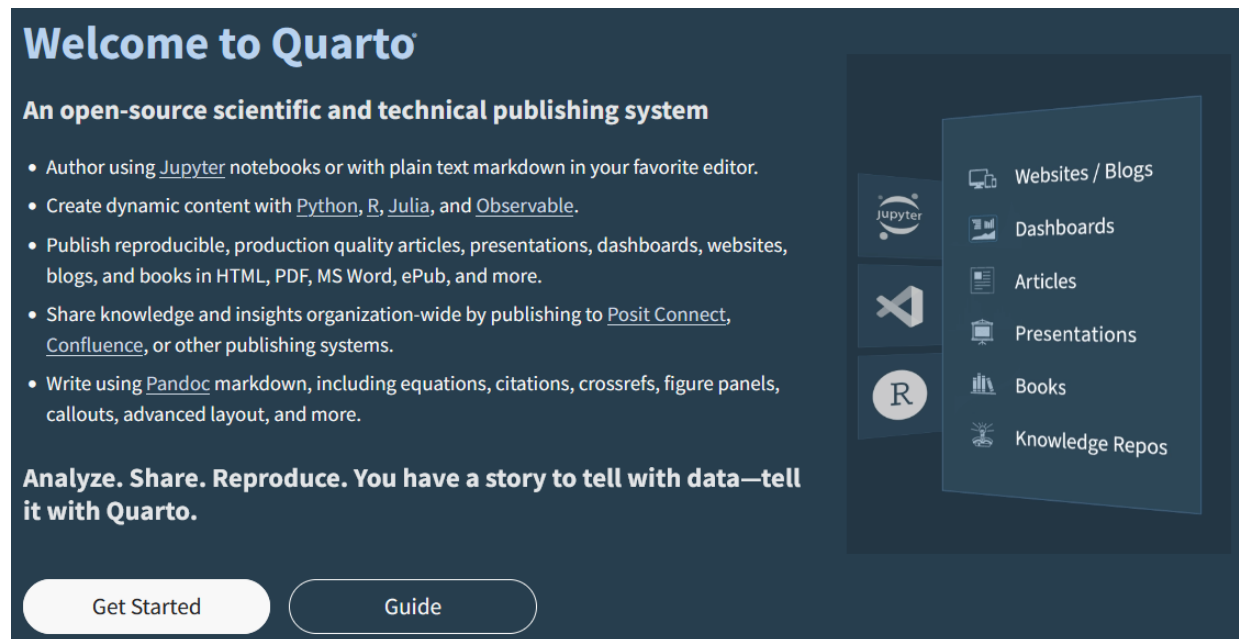 Welcome to Quarto
An open-source scientific and technical publishing system
• Author using Jupyter notebooks or with plain text markdown in your favorite editor.
• Create dynamic content with Python, R, Julia, and Observable.
• Publish reproducible, production quality articles, presentations, dashboards, websites,
blogs, and books in HTML, PDF, MS Word, ePub, and more.
• Share knowledge and insights organization-wide by publishing to Posit Connect,
Confluence, or other publishing systems.
• Write using Pandoc markdown, including equations, citations, crossrefs, figure panels,
callouts, advanced layout, and more.
Analyze. Share. Reproduce. You have a story to tell with data—tell
it with Quarto.
Get Started
Guide
Jupyter
R
Websites / Blogs
Dashboards
Articles
Presentations
Books
Knowledge Repos